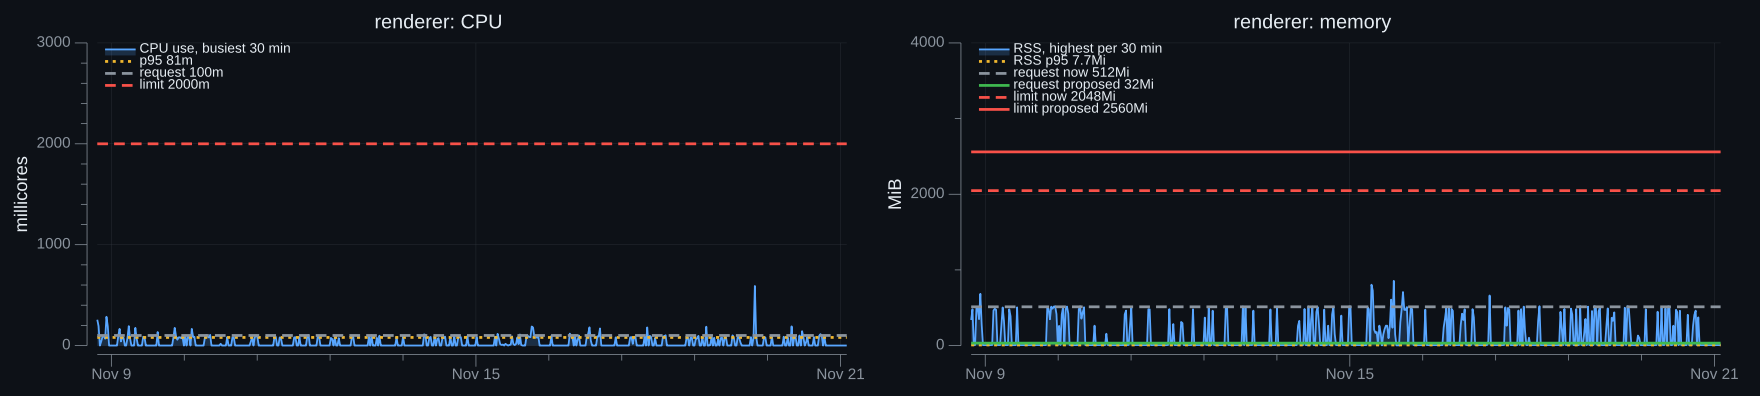 renderer: CPU
3000
2000
1000
0
millicores
CPU use, busiest 30 min
p95 81m
request 100m
limit 2000m
Nov 9
Nov 15
Nov 21
renderer: memory
4000
2000
0
MiB
RSS, highest per 30 min
RSS p95 7.7Mi
request now 512Mi
request proposed 32Mi
limit now 2048Mi
limit proposed 2560Mi
Nov 9
Nov 15
Nov 21